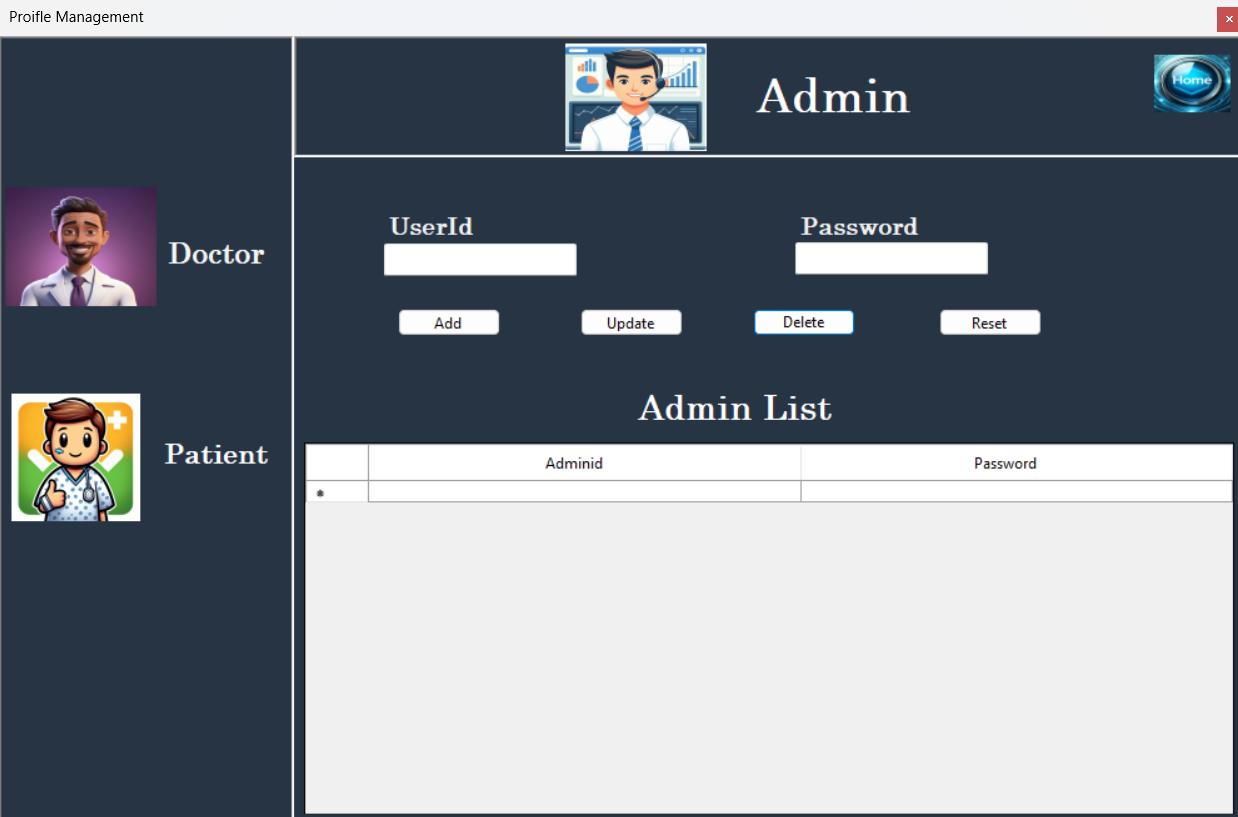 Proifle Management
Admin
Home
Doctor
Patient
UserId
Password
Add
Update
Delete
Reset
Admin List
Adminid
Password